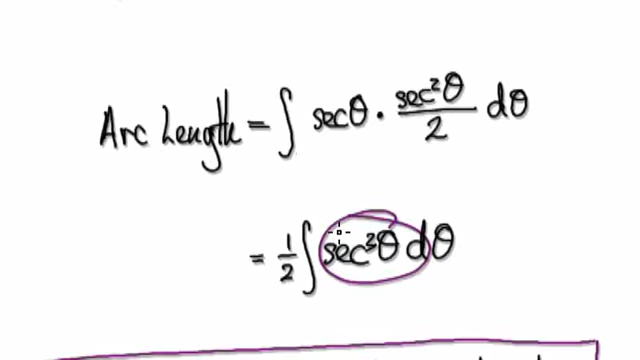 Arc Length = ∫ secθ · sec²θ/2 dθ
= 1/2 ∫ sec³θ dθ